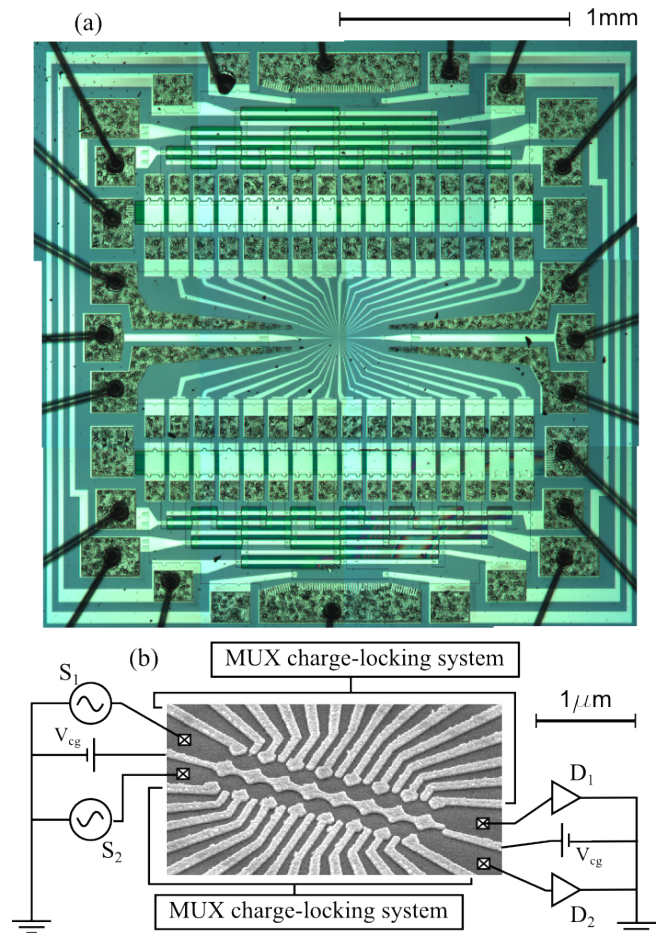 (a)
1mm
(b)
MUX charge-locking system
S1
1μm
Vcg
D1
S2
Vcg
MUX charge-locking system
D2